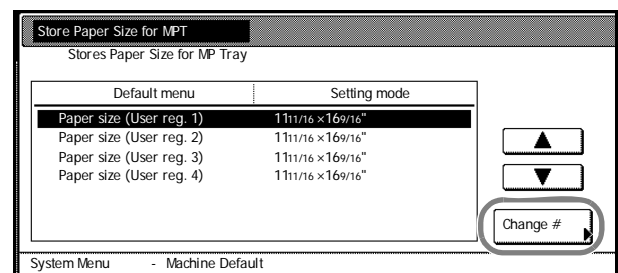 Store Paper Size for MPT
Stores Paper Size for MP Tray
Default menu Setting mode
Paper size (User reg. 1) 11 11/16 ×16 9/16"
Paper size (User reg. 2) 11 11/16 ×16 9/16"
Paper size (User reg. 3) 11 11/16 ×16 9/16"
Paper size (User reg. 4) 11 11/16 ×16 9/16"
Change #
System Menu - Machine Default